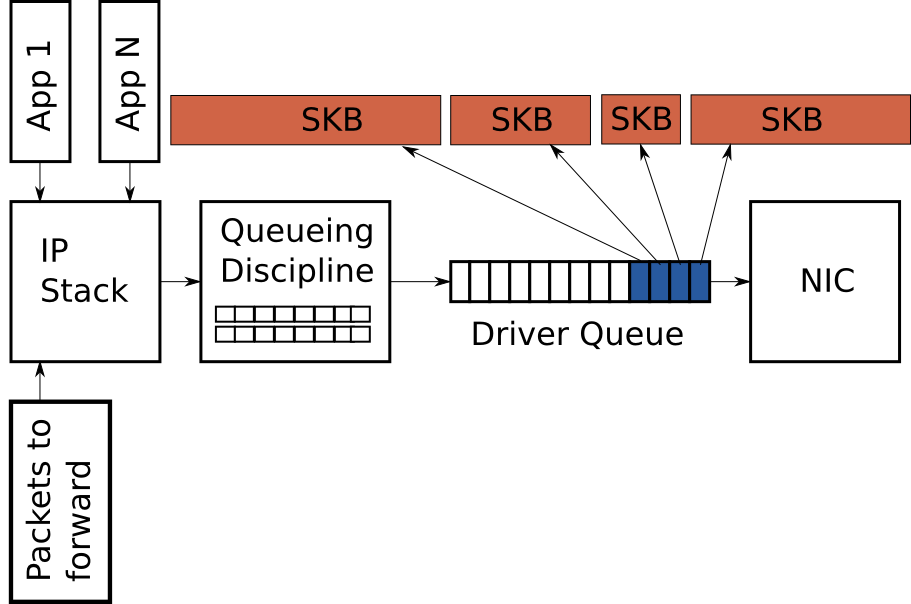 App 1
App N
SKB
SKB
SKB
SKB
IP
Stack
Queueing
Discipline
Driver Queue
NIC
Packets to
forward